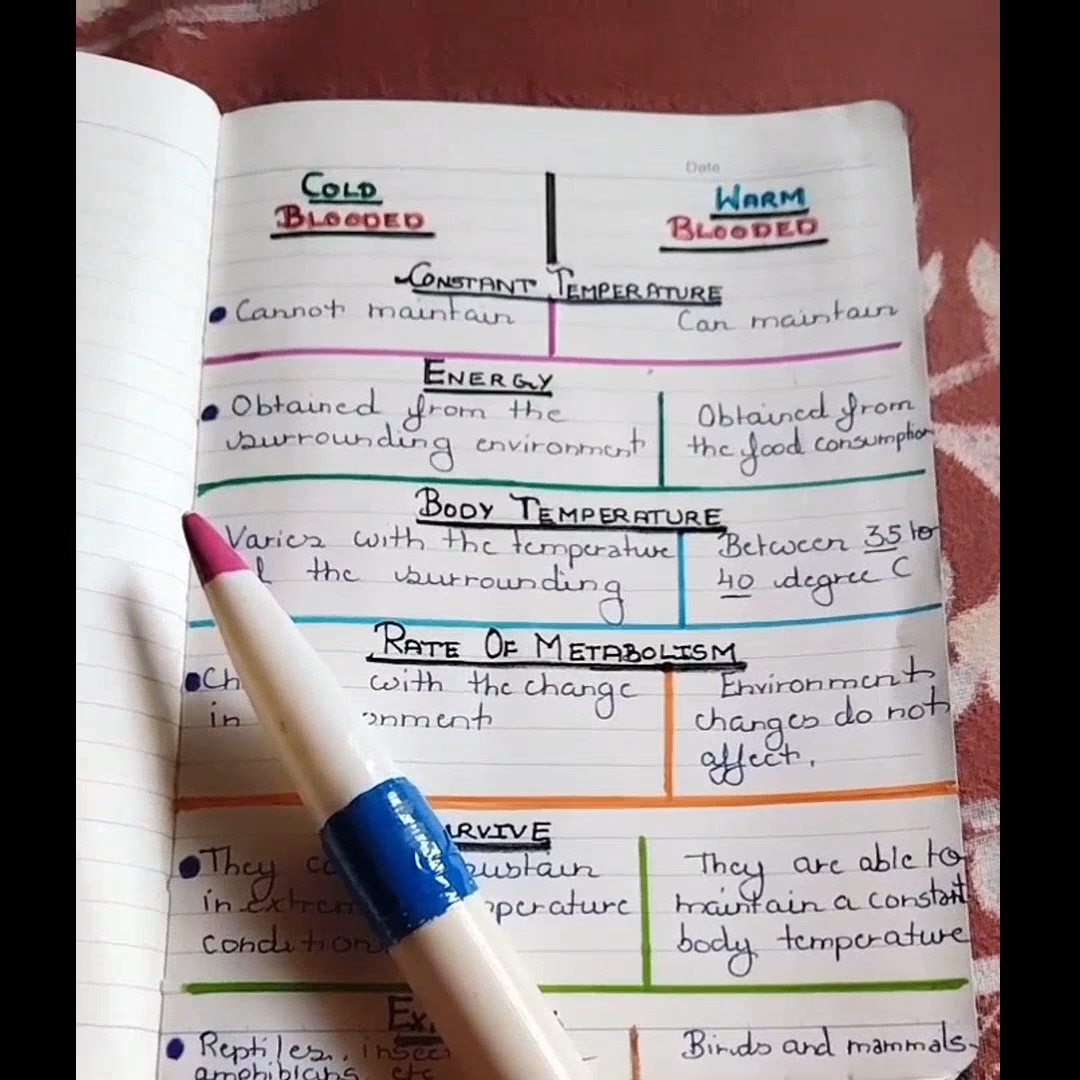 Date
COLD
BLOODED
WARM
BLOODED
CONSTANT TEMPERATURE
Cannot maintain
Can maintain
ENERGY
Obtained from the
surrounding environment
Obtained from
the food consumption
BODY TEMPERATURE
Varies with the temperature
the surrounding
Between 35 to
40 degree C
RATE OF METABOLISM
with the change
in
Environment
changes do not
affect.
They
in
temperature
They are able to
maintain a constant
body temperature
Reptiles,
amphibians, etc
Birds and mammals.